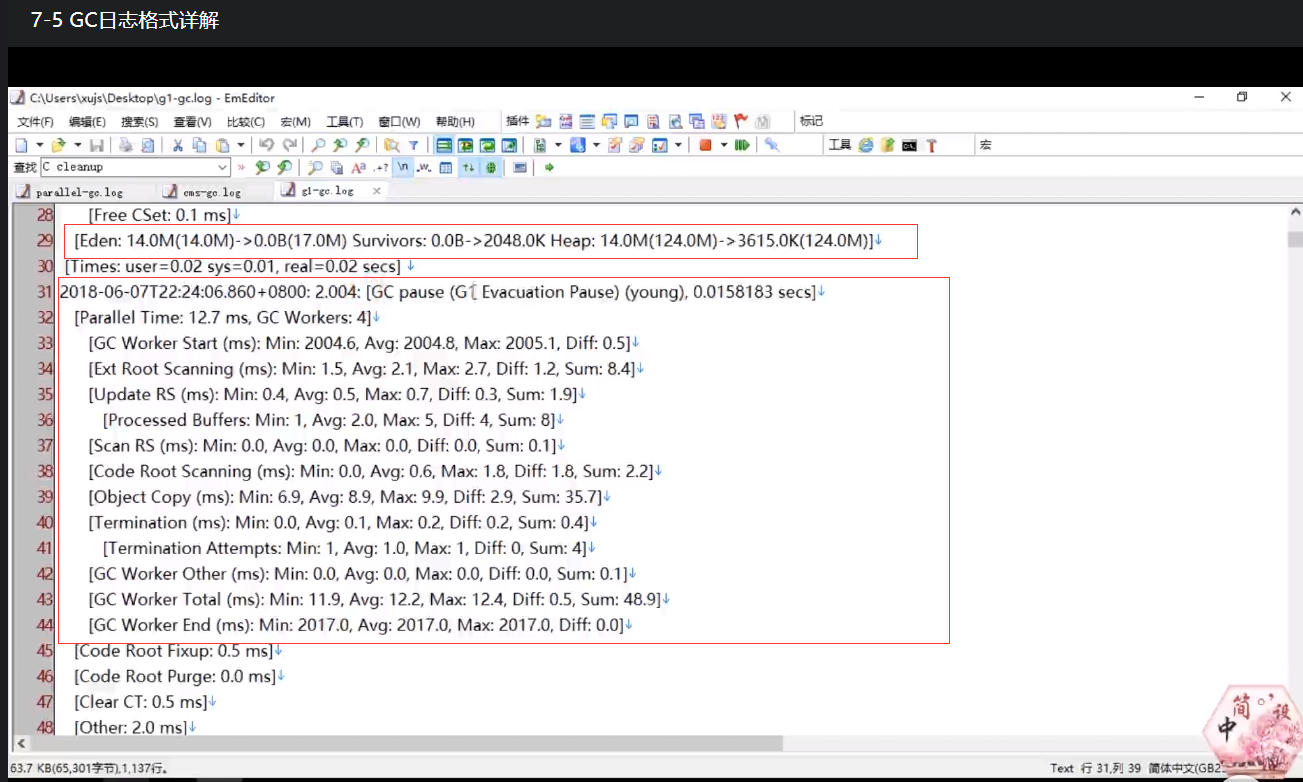 7-5 GC日志格式详解
C:\Users\xujs\Desktop\g1-gc.log - EmEditor
文件(F) 编辑(E) 搜索(S) 查看(V) 比较(C) 宏(M) 工具(T) 窗口(W) 帮助(H) 插件 标记
工具 宏
查找 C cleanup
parallel-gc.log cms-gc.log g1-gc.log
28 [Free CSet: 0.1 ms]↓
29 [Eden: 14.0M(14.0M)->0.0B(17.0M) Survivors: 0.0B->2048.0K Heap: 14.0M(124.0M)->3615.0K(124.0M)]↓
30 [Times: user=0.02 sys=0.01, real=0.02 secs] ↓
31 2018-06-07T22:24:06.860+0800: 2.004: [GC pause (G1 Evacuation Pause) (young), 0.0158183 secs]↓
32 [Parallel Time: 12.7 ms, GC Workers: 4]↓
33 [GC Worker Start (ms): Min: 2004.6, Avg: 2004.8, Max: 2005.1, Diff: 0.5]↓
34 [Ext Root Scanning (ms): Min: 1.5, Avg: 2.1, Max: 2.7, Diff: 1.2, Sum: 8.4]↓
35 [Update RS (ms): Min: 0.4, Avg: 0.5, Max: 0.7, Diff: 0.3, Sum: 1.9]↓
36 [Processed Buffers: Min: 1, Avg: 2.0, Max: 5, Diff: 4, Sum: 8]↓
37 [Scan RS (ms): Min: 0.0, Avg: 0.0, Max: 0.0, Diff: 0.0, Sum: 0.1]↓
38 [Code Root Scanning (ms): Min: 0.0, Avg: 0.6, Max: 1.8, Diff: 1.8, Sum: 2.2]↓
39 [Object Copy (ms): Min: 6.9, Avg: 8.9, Max: 9.9, Diff: 2.9, Sum: 35.7]↓
40 [Termination (ms): Min: 0.0, Avg: 0.1, Max: 0.2, Diff: 0.2, Sum: 0.4]↓
41 [Termination Attempts: Min: 1, Avg: 1.0, Max: 1, Diff: 0, Sum: 4]↓
42 [GC Worker Other (ms): Min: 0.0, Avg: 0.0, Max: 0.0, Diff: 0.0, Sum: 0.1]↓
43 [GC Worker Total (ms): Min: 11.9, Avg: 12.2, Max: 12.4, Diff: 0.5, Sum: 48.9]↓
44 [GC Worker End (ms): Min: 2017.0, Avg: 2017.0, Max: 2017.0, Diff: 0.0]↓
45 [Code Root Fixup: 0.5 ms]↓
46 [Code Root Purge: 0.0 ms]↓
47 [Clear CT: 0.5 ms]↓
48 [Other: 2.0 ms]↓
简 设
中
63.7 KB(65,301字节),1,137行。 Text 行 31,列 39 简体中文(GB2